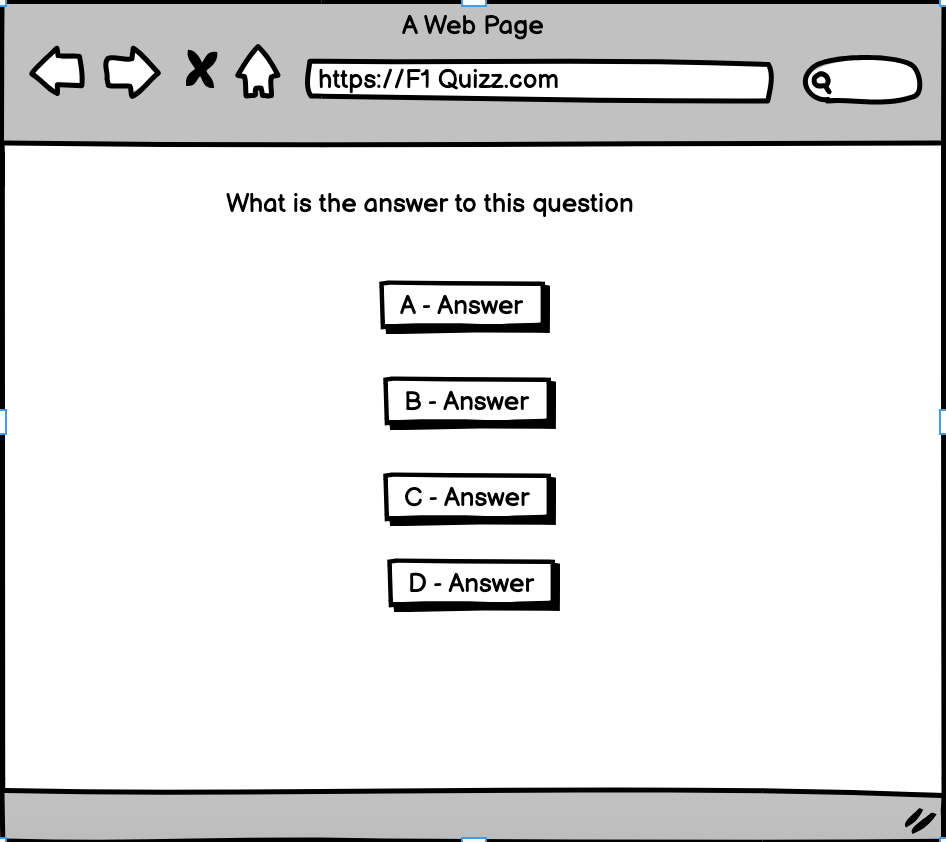 A Web Page
https://F1 Quizz.com
What is the answer to this question
A - Answer
B - Answer
C - Answer
D - Answer